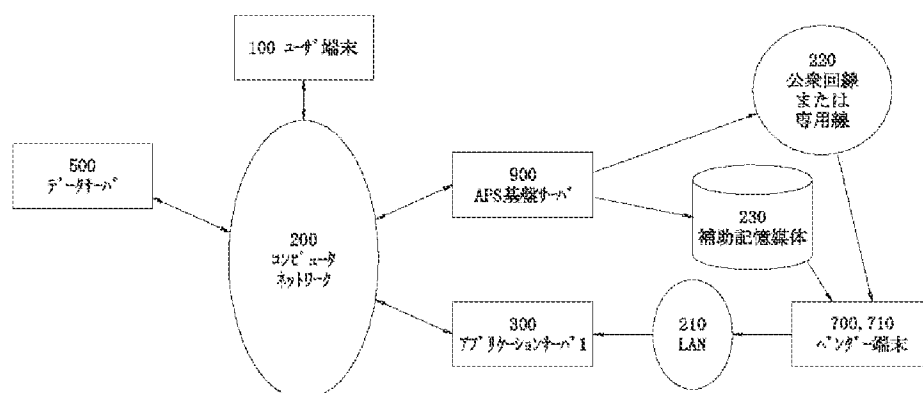 100 ユーザ端末
220
公衆回線
または
専用線
500
データサーバ
900
APS基盤サーバ
230
補助記憶媒体
200
コンピュータ
ネットワーク
300
アプリケーションサーバ1
210
LAN
700,710
ベンダー端末